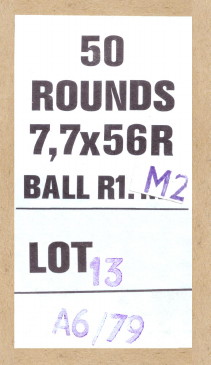 50
ROUNDS
7,7x56R
BALL R1. M2
LOT 13
A6/79